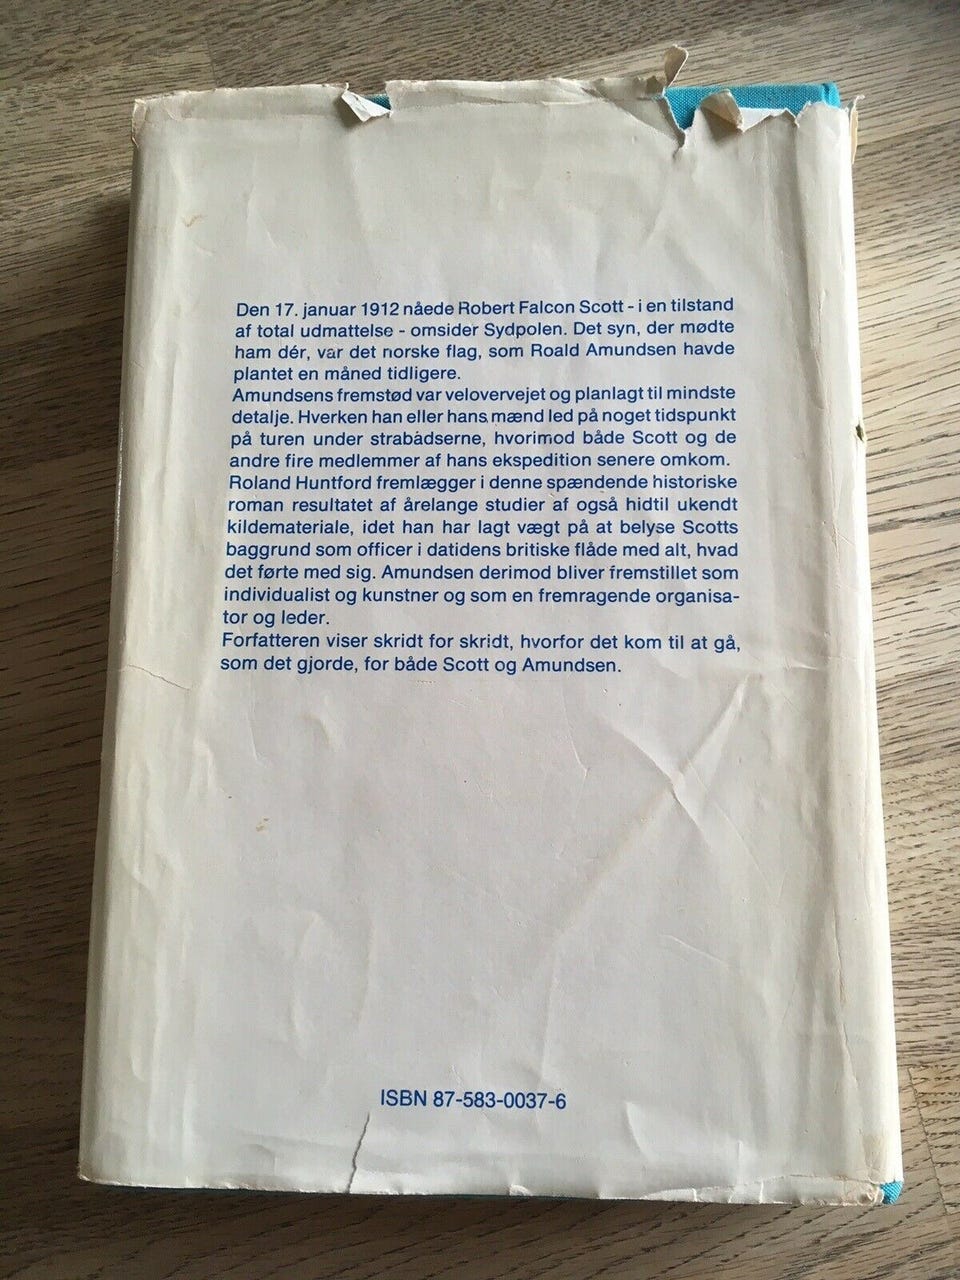 Den 17. januar 1912 nåede Robert Falcon Scott - i en tilstand
af total udmattelse - omsider Sydpolen. Det syn, der mødte
ham dér, var det norske flag, som Roald Amundsen havde
plantet en måned tidligere.
Amundsens fremstød var velovervejet og planlagt til mindste
detalje. Hverken han eller hans mænd led på noget tidspunkt
på turen under strabadserne, hvorimod både Scott og de
andre fire medlemmer af hans ekspedition senere omkom.
Roland Huntford fremlægger i denne spændende historiske
roman resultatet af årelange studier af også hidtil ukendt
kildemateriale, idet han har lagt vægt på at belyse Scotts
baggrund som officer i datidens britiske flåde med alt, hvad
det førte med sig. Amundsen derimod bliver fremstillet som
individualist og kunstner og som en fremragende organisa-
tor og leder.
Forfatteren viser skridt for skridt, hvorfor det kom til at gå,
som det gjorde, for både Scott og Amundsen.
ISBN 87-583-0037-6